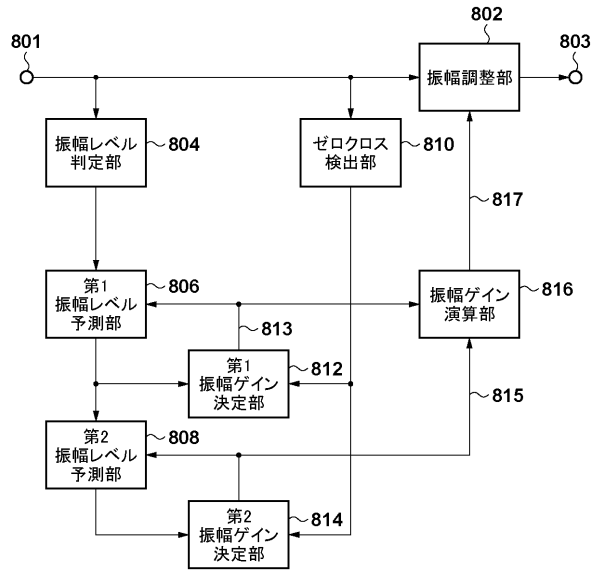 801
802
803
振幅調整部
振幅レベル
判定部
804
ゼロクロス
検出部
810
817
第1
振幅レベル
予測部
806
振幅ゲイン
演算部
816
813
第1
振幅ゲイン
決定部
812
815
第2
振幅レベル
予測部
808
第2
振幅ゲイン
決定部
814